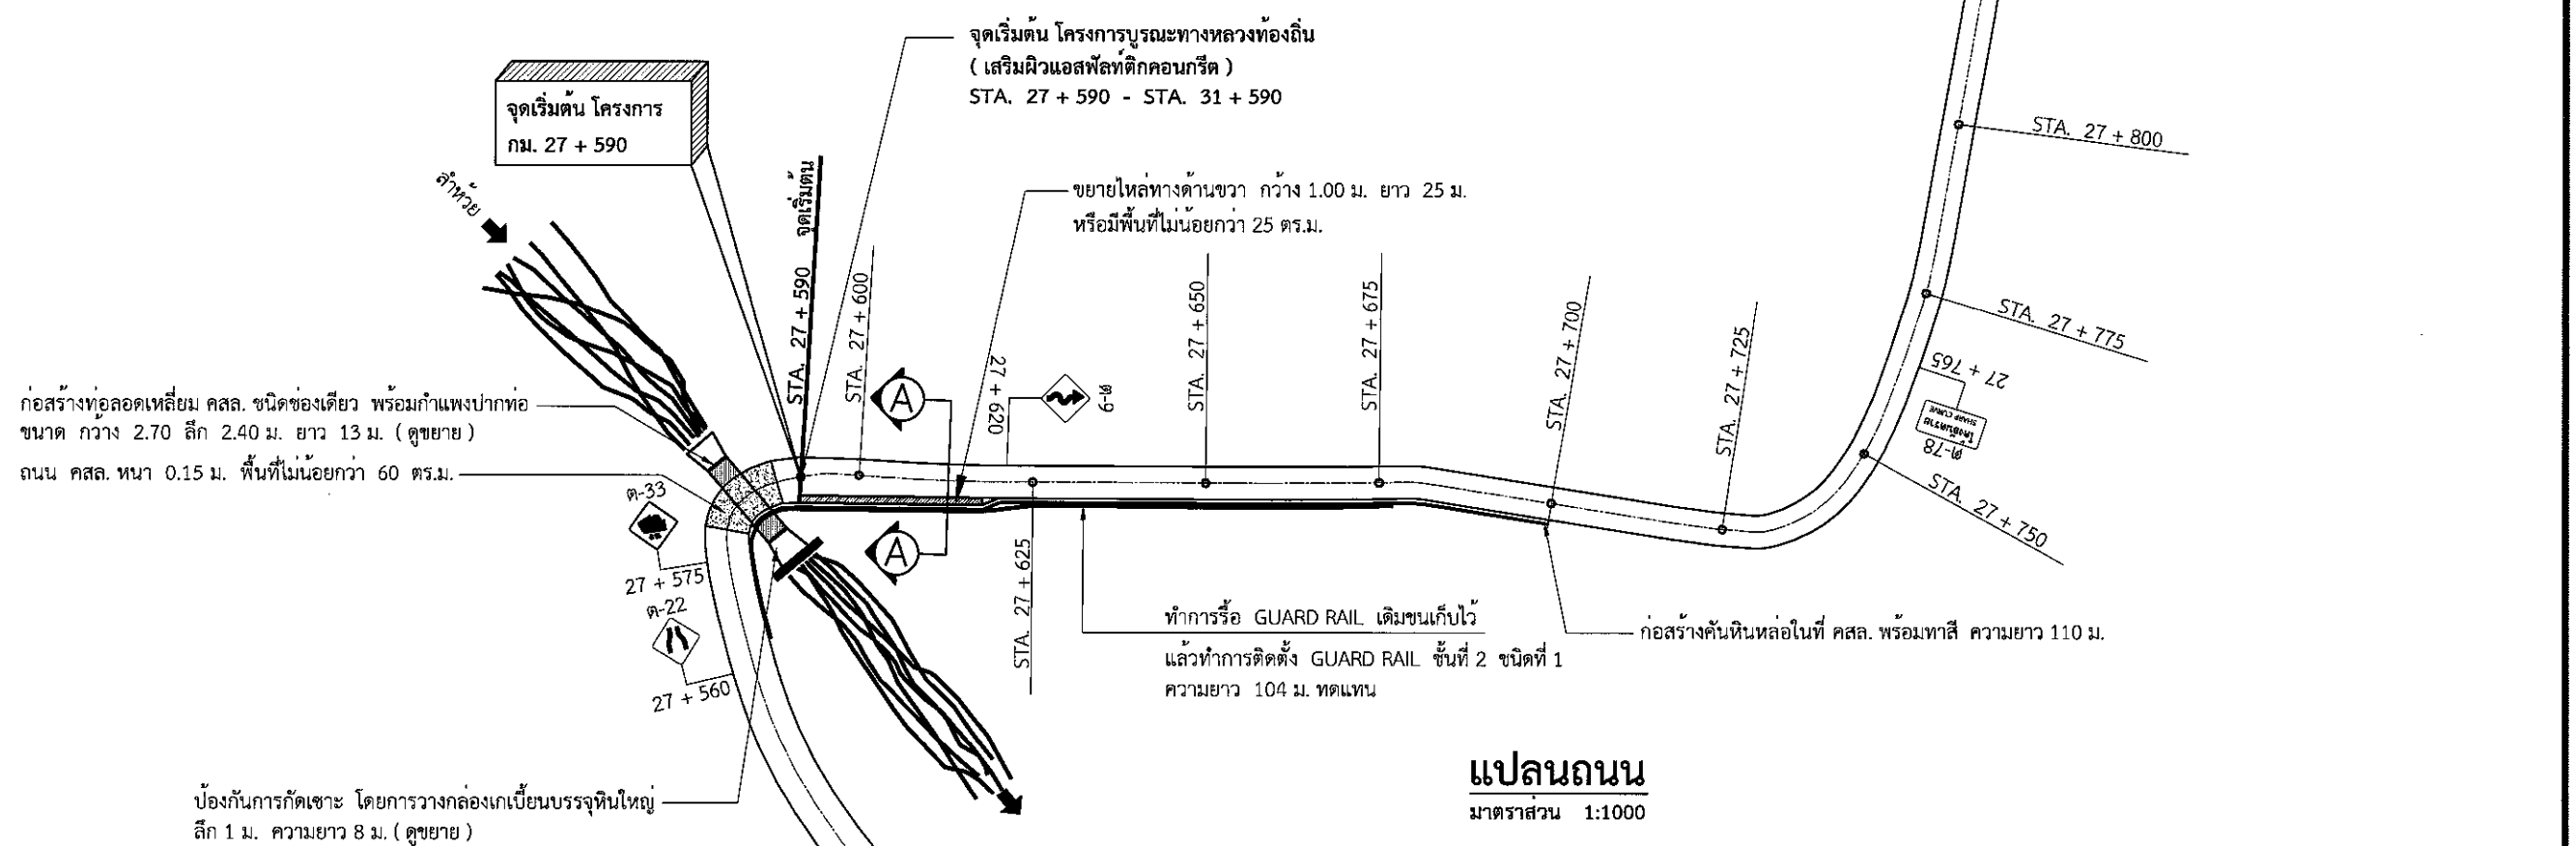 จุดเริ่มต้น โครงการบูรณะทางหลวงท้องถิ่น
( เสริมผิวแอสฟัลท์ติกคอนกรีต )
STA. 27 + 590 - STA. 31 + 590
จุดเริ่มต้น โครงการ
กม. 27 + 590
ลำห้วย
STA. 27 + 590 จุดเริ่มต้น
STA. 27 + 600
ขยายไหล่ทางด้านขวา กว้าง 1.00 ม. ยาว 25 ม.
หรือมีพื้นที่ไม่น้อยกว่า 25 ตร.ม.
A
A
27 + 620
ต-9
STA. 27 + 625
STA. 27 + 650
STA. 27 + 675
STA. 27 + 700
STA. 27 + 725
STA. 27 + 750
27 + 765
SHARP CURVE
ต-78
STA. 27 + 775
STA. 27 + 800
ก่อสร้างท่อลอดเหลี่ยม คสล. ชนิดช่องเดียว พร้อมกำแพงปากท่อ
ขนาด กว้าง 2.70 ลึก 2.40 ม. ยาว 13 ม. ( ดูขยาย )
ถนน คสล. หนา 0.15 ม. พื้นที่ไม่น้อยกว่า 60 ตร.ม.
ต-33
27 + 575
ต-22
27 + 560
ทำการรื้อ GUARD RAIL เดิมขนเก็บไว้
แล้วทำการติดตั้ง GUARD RAIL ชั้นที่ 2 ชนิดที่ 1
ความยาว 104 ม. ทดแทน
ก่อสร้างคันหินหล่อในที่ คสล. พร้อมทาสี ความยาว 110 ม.
ป้องกันการกัดเซาะ โดยการวางกล่องเกเบี้ยนบรรจุหินใหญ่
ลึก 1 ม. ความยาว 8 ม. ( ดูขยาย )
แปลนถนน
มาตราส่วน 1:1000